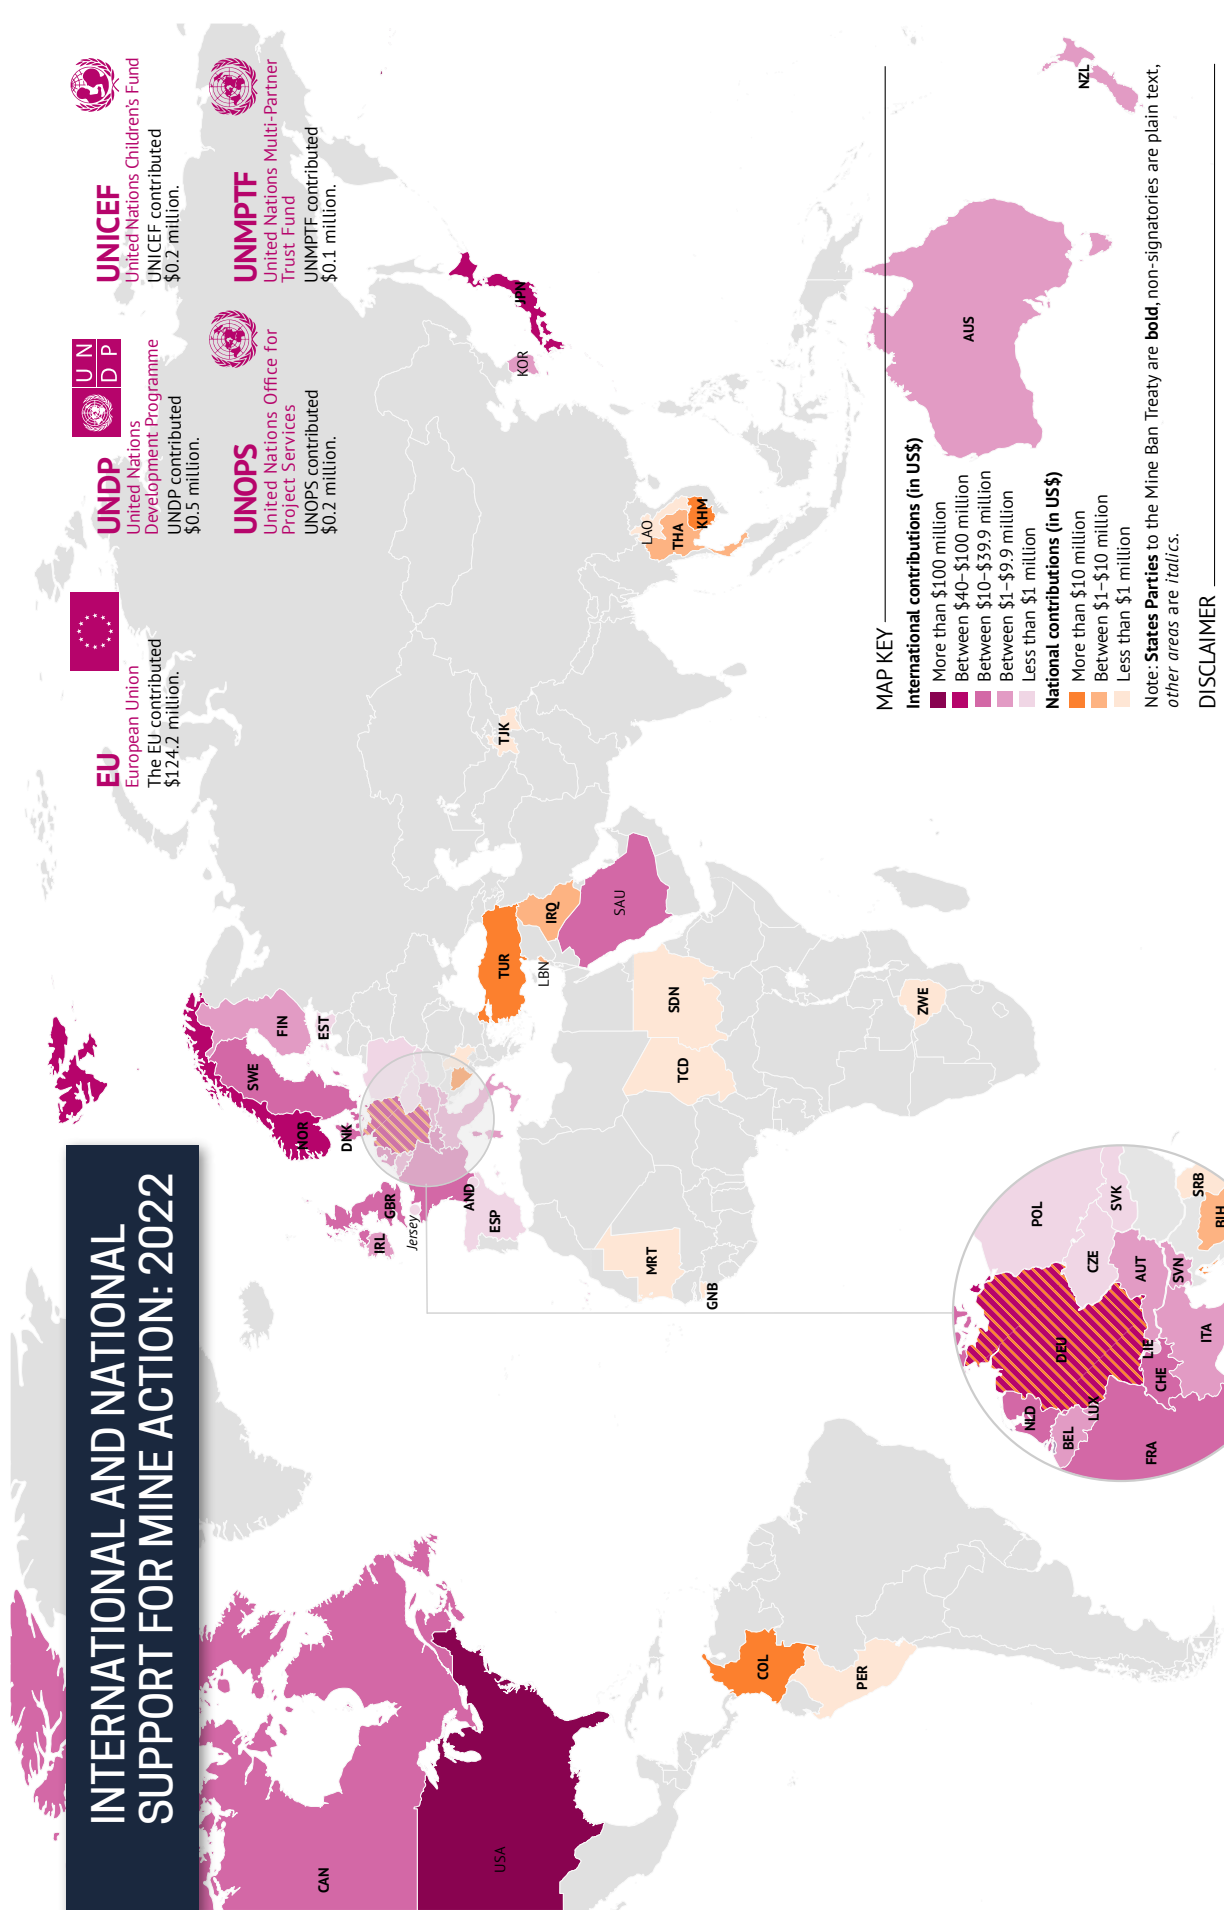 INTERNATIONAL AND NATIONAL
SUPPORT FOR MINE ACTION: 2022
EU
European Union
The EU contributed
$124.2 million.
UNDP
United Nations
Development Programme
UNDP contributed
$0.5 million.
U N
D P
UNICEF
United Nations Children's Fund
UNICEF contributed
$0.2 million.
UNOPS
United Nations Office for
Project Services
UNOPS contributed
$0.2 million.
UNMPTF
United Nations Multi-Partner
Trust Fund
UNMPTF contributed
$0.1 million.
CAN
USA
COL
PER
NOR
SWE
FIN
EST
DNK
IRL
GBR
Jersey
AND
ESP
MRT
GNB
TUR
LBN
IRQ
SAU
SDN
TCD
ZWE
TJK
LAO
THA
KHM
KOR
JPN
AUS
NZL
POL
SVK
CZE
SRB
BIH
AUT
SVN
DEU
LIE
ITA
CHE
NLD
BEL
LUX
FRA
MAP KEY
International contributions (in US$)
More than $100 million
Between $40–$100 million
Between $10–$39.9 million
Between $1–$9.9 million
Less than $1 million
National contributions (in US$)
More than $10 million
Between $1–$10 million
Less than $1 million
Note: States Parties to the Mine Ban Treaty are bold, non-signatories are plain text,
other areas are italics.
DISCLAIMER